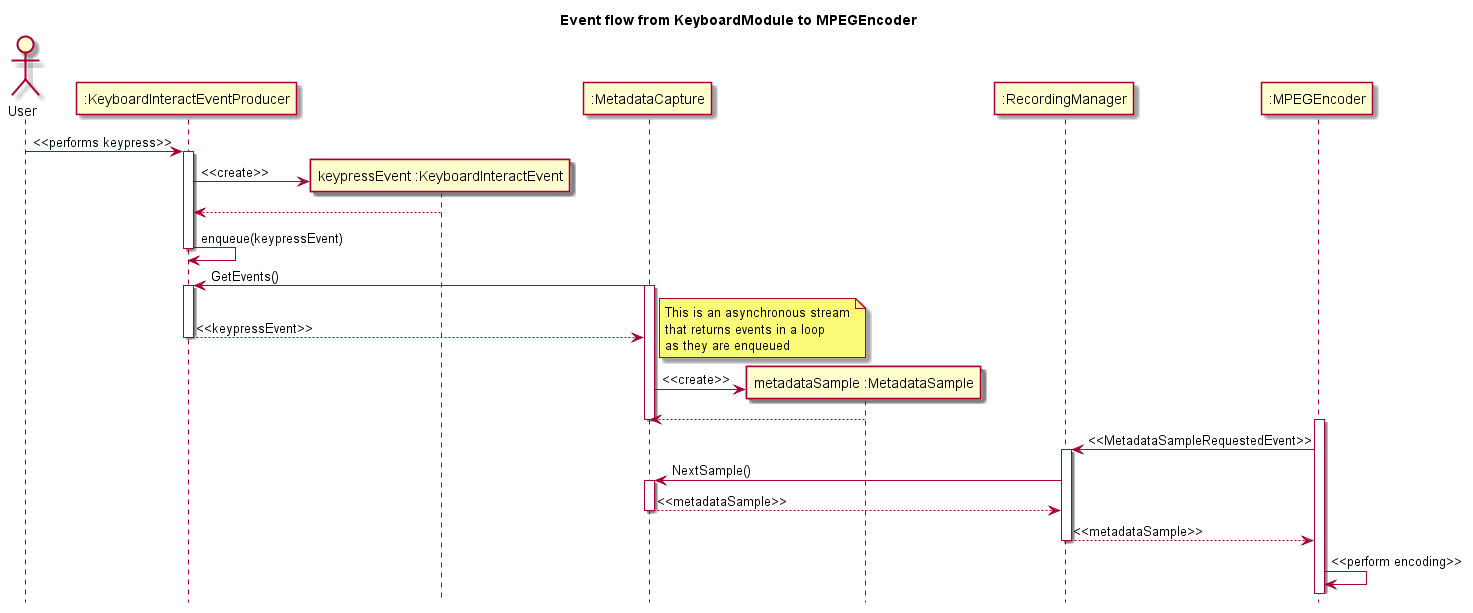 Event flow from KeyboardModule to MPEGEncoder
User
:KeyboardInteractEventProducer
:MetadataCapture
:RecordingManager
:MPEGEncoder
<<performs keypress>>
<<create>>
keypressEvent :KeyboardInteractEvent
enqueue(keypressEvent)
GetEvents()
This is an asynchronous stream
that returns events in a loop
as they are enqueued
<<keypressEvent>>
<<create>>
metadataSample :MetadataSample
<<MetadataSampleRequestedEvent>>
NextSample()
<<metadataSample>>
<<metadataSample>>
<<perform encoding>>